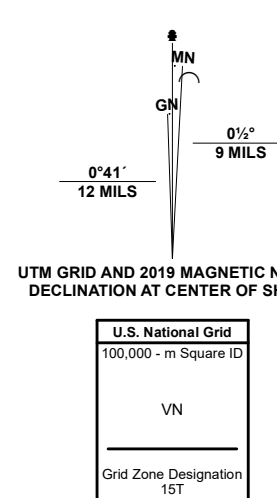 MN
GN
0½°
9 MILS
0°41´
12 MILS
UTM GRID AND 2019 MAGNETIC N
DECLINATION AT CENTER OF SH
U.S. National Grid
100,000 - m Square ID
VN
Grid Zone Designation
15T